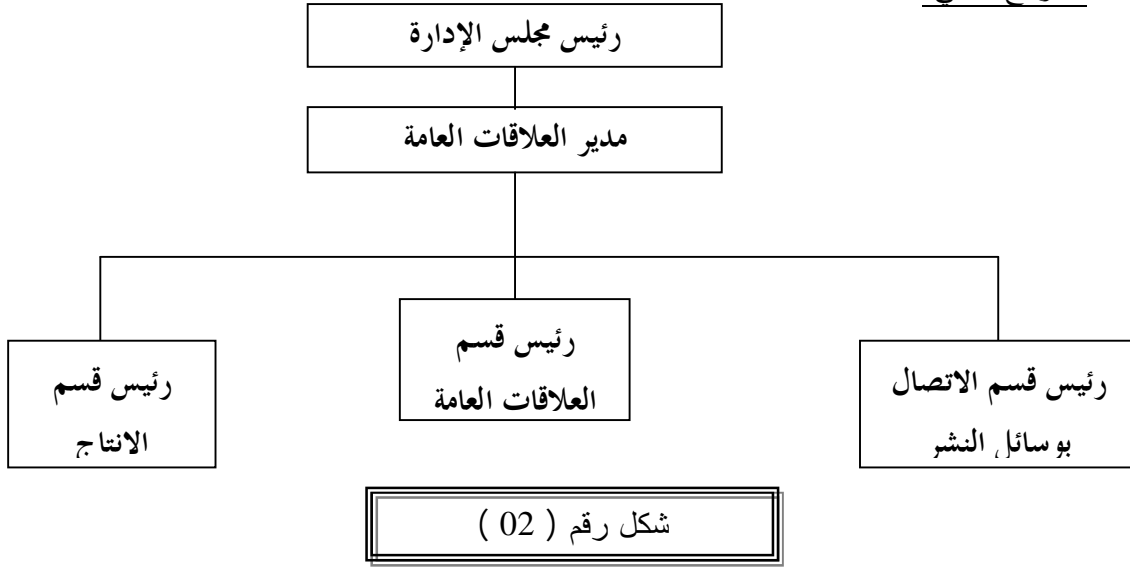 رئيس مجلس الإدارة
مدير العلاقات العامة
رئيس قسم الاتصال
بوسائل النشر
رئيس قسم
العلاقات العامة
رئيس قسم
الانتاج
شكل رقم ( 02 )